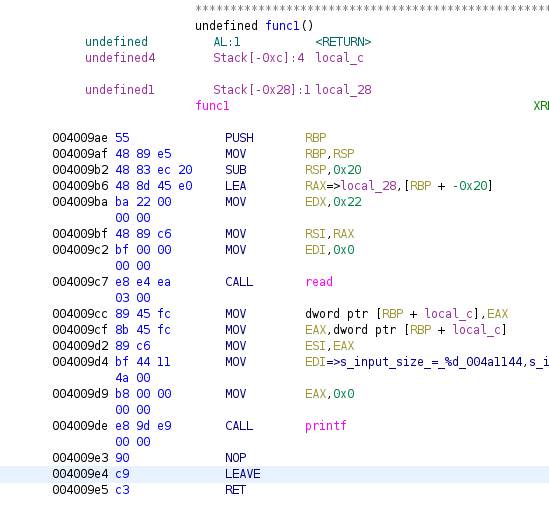 ************************************************************
undefined func1()
undefined AL:1 <RETURN>
undefined4 Stack[-0xc]:4 local_c
undefined1 Stack[-0x28]:1 local_28
func1 XRE
004009ae 55 PUSH RBP
004009af 48 89 e5 MOV RBP,RSP
004009b2 48 83 ec 20 SUB RSP,0x20
004009b6 48 8d 45 e0 LEA RAX=>local_28,[RBP + -0x20]
004009ba ba 22 00 MOV EDX,0x22
00 00
004009bf 48 89 c6 MOV RSI,RAX
004009c2 bf 00 00 MOV EDI,0x0
00 00
004009c7 e8 e4 ea CALL read
03 00
004009cc 89 45 fc MOV dword ptr [RBP + local_c],EAX
004009cf 8b 45 fc MOV EAX,dword ptr [RBP + local_c]
004009d2 89 c6 MOV ESI,EAX
004009d4 bf 44 11 MOV EDI=>s_input_size_=_%d_004a1144,s_i
4a 00
004009d9 b8 00 00 MOV EAX,0x0
00 00
004009de e8 9d e9 CALL printf
00 00
004009e3 90 NOP
004009e4 c9 LEAVE
004009e5 c3 RET